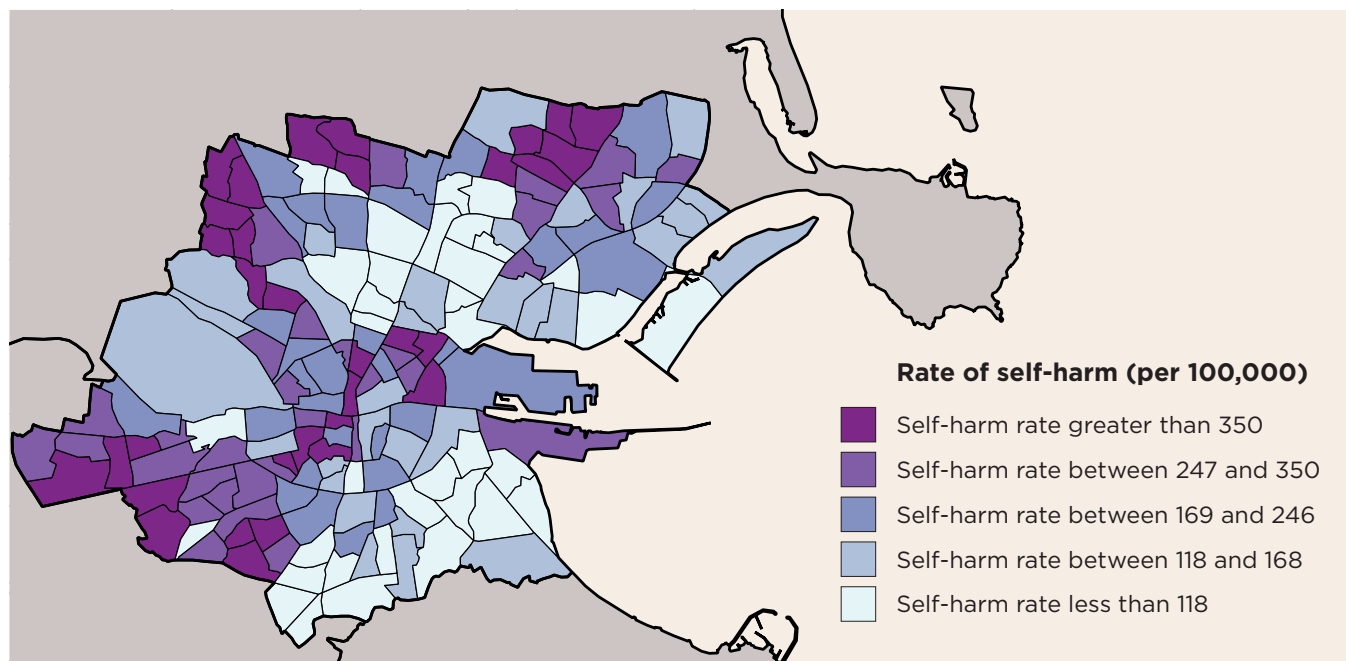 Rate of self-harm (per 100,000)
Self-harm rate greater than 350
Self-harm rate between 247 and 350
Self-harm rate between 169 and 246
Self-harm rate between 118 and 168
Self-harm rate less than 118